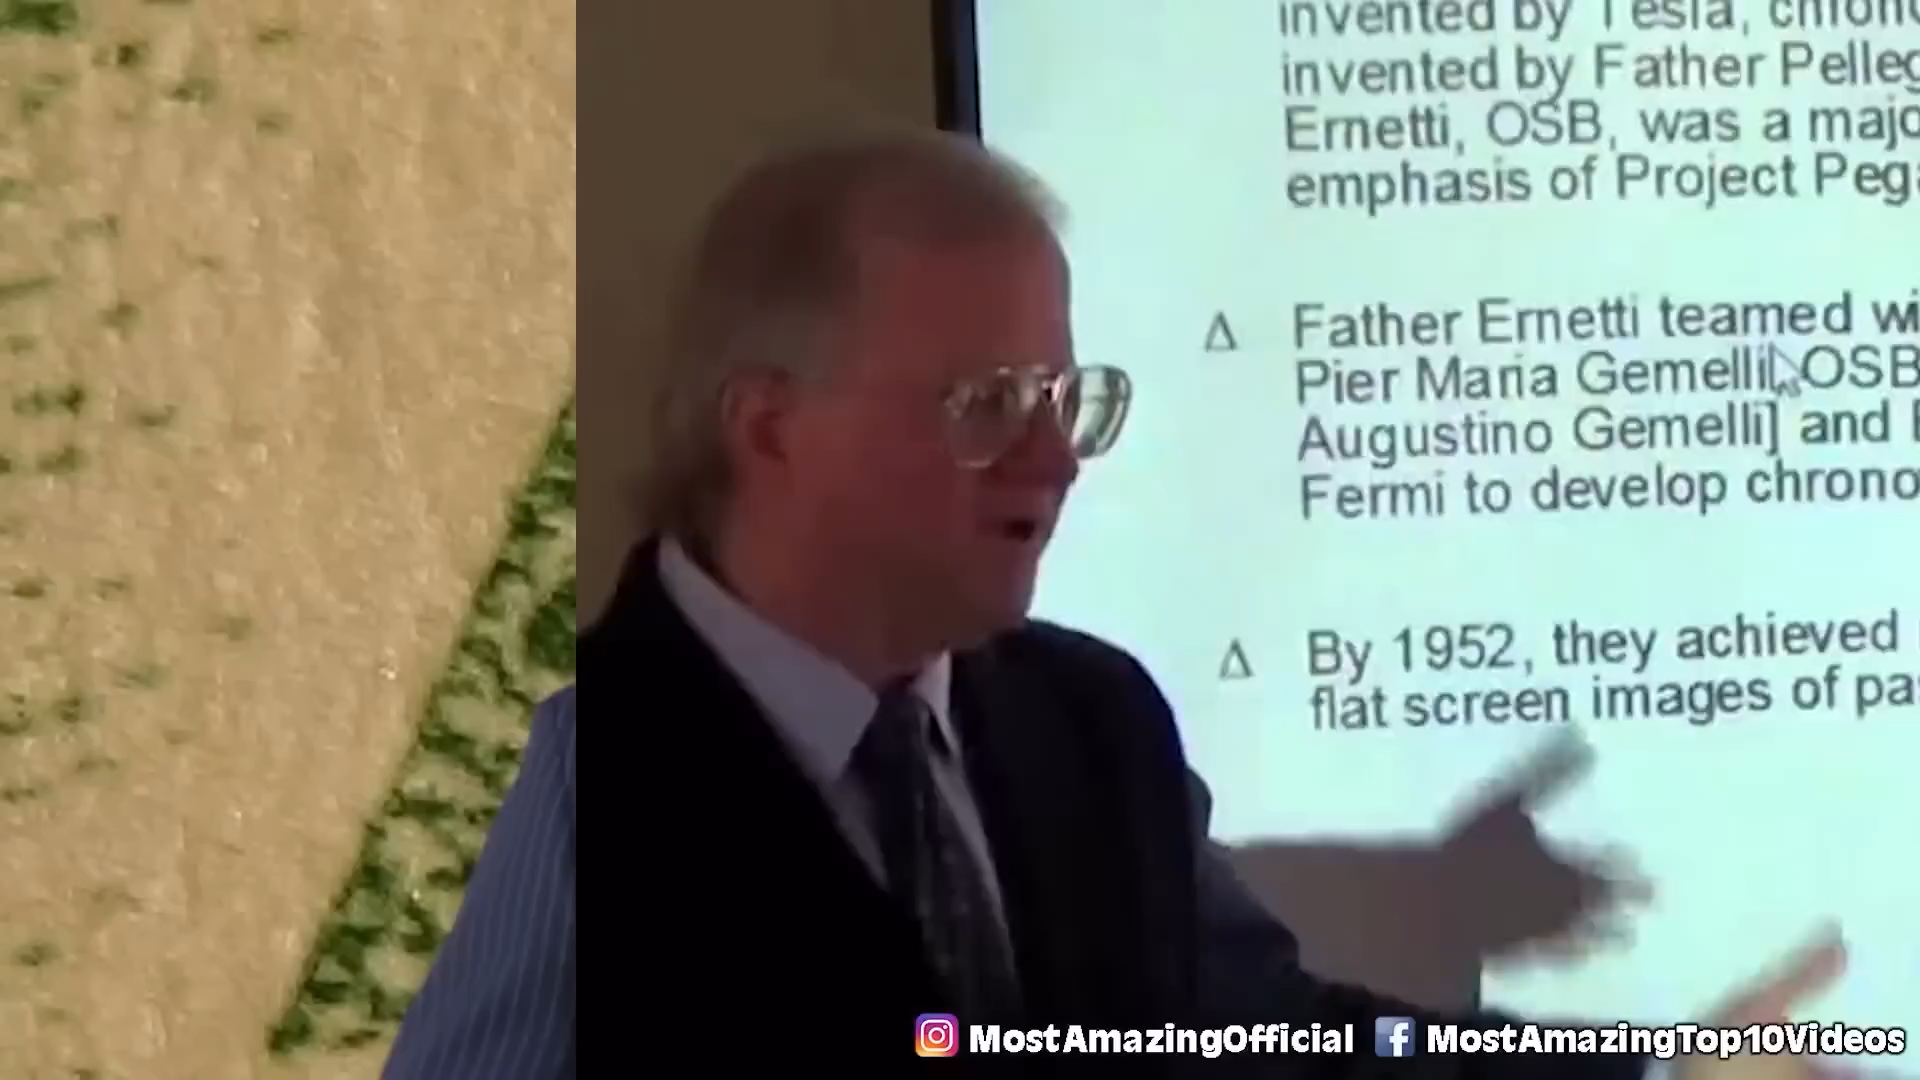 invented by Tesla, chrono
invented by Father Pelleg
Ernetti, OSB, was a majo
emphasis of Project Pega
Δ Father Ernetti teamed wi
Pier Maria Gemelli, OSB
Augustino Gemelli] and
Fermi to develop chrono
Δ By 1952, they achieved
flat screen images of pa
MostAmazingOfficial MostAmazingTop10Videos